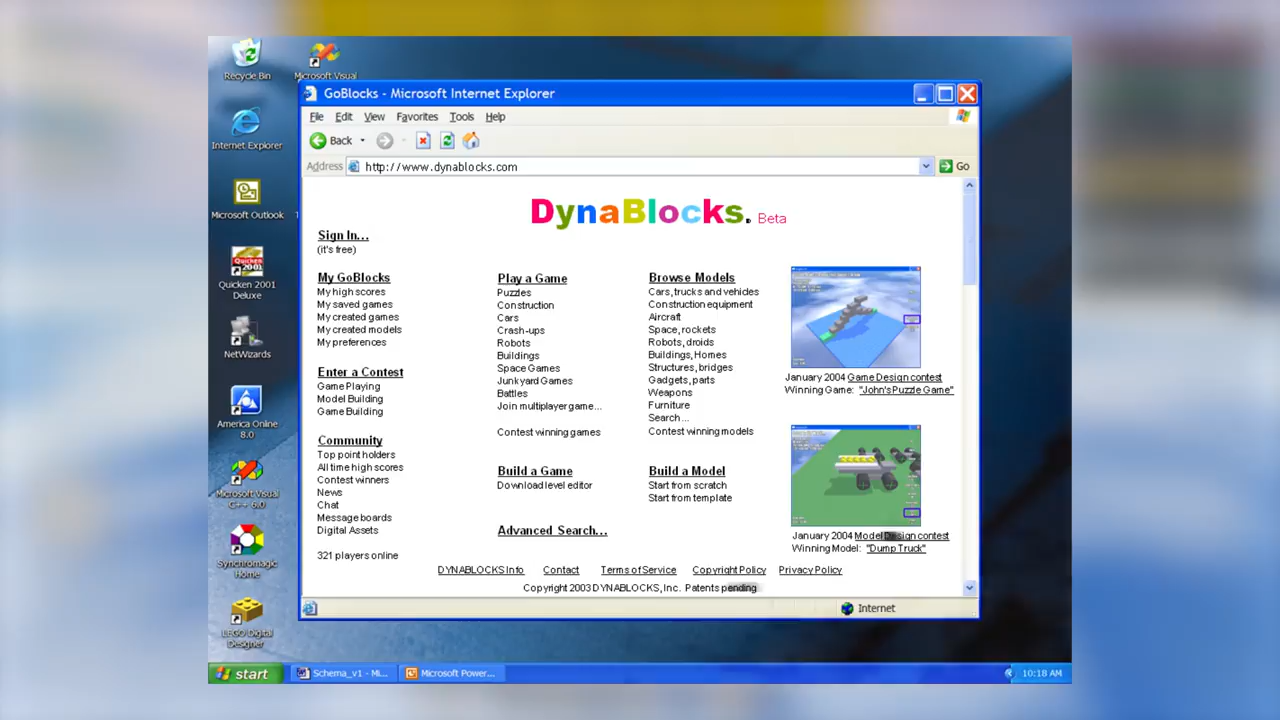 Recycle Bin
Microsoft Visual
Internet Explorer
Microsoft Outlook
Quicken 2001
Quicken 2001
Deluxe
NetWizards
America Online
8.0
Microsoft Visual
C++ 6.0
Synchromagic
Home
LEGO Digital
Designer
GoBlocks - Microsoft Internet Explorer
File Edit View Favorites Tools Help
Back
Address http://www.dynablocks.com Go
DynaBlocks. Beta
Sign In...
(it's free)
My GoBlocks
My high scores
My saved games
My created games
My created models
My preferences
Enter a Contest
Game Playing
Model Building
Game Building
Community
Top point holders
All time high scores
Contest winners
News
Chat
Message boards
Digital Assets
321 players online
Play a Game
Puzzles
Construction
Cars
Crash-ups
Robots
Buildings
Space Games
Junkyard Games
Battles
Join multiplayer game...
Contest winning games
Build a Game
Download level editor
Advanced Search...
Browse Models
Cars, trucks and vehicles
Construction equipment
Aircraft
Space, rockets
Robots, droids
Buildings, Homes
Structures, bridges
Gadgets, parts
Weapons
Furniture
Search...
Contest winning models
Build a Model
Start from scratch
Start from template
January 2004 Game Design contest
Winning Game: "John's Puzzle Game"
January 2004 Model Design contest
Winning Model: "Dump Truck"
DYNABLOCKS Info Contact Terms of Service Copyright Policy Privacy Policy
Copyright 2003 DYNABLOCKS, Inc. Patents pending
Internet
start Schema_v1 - Mi... Microsoft Power... 10:18 AM